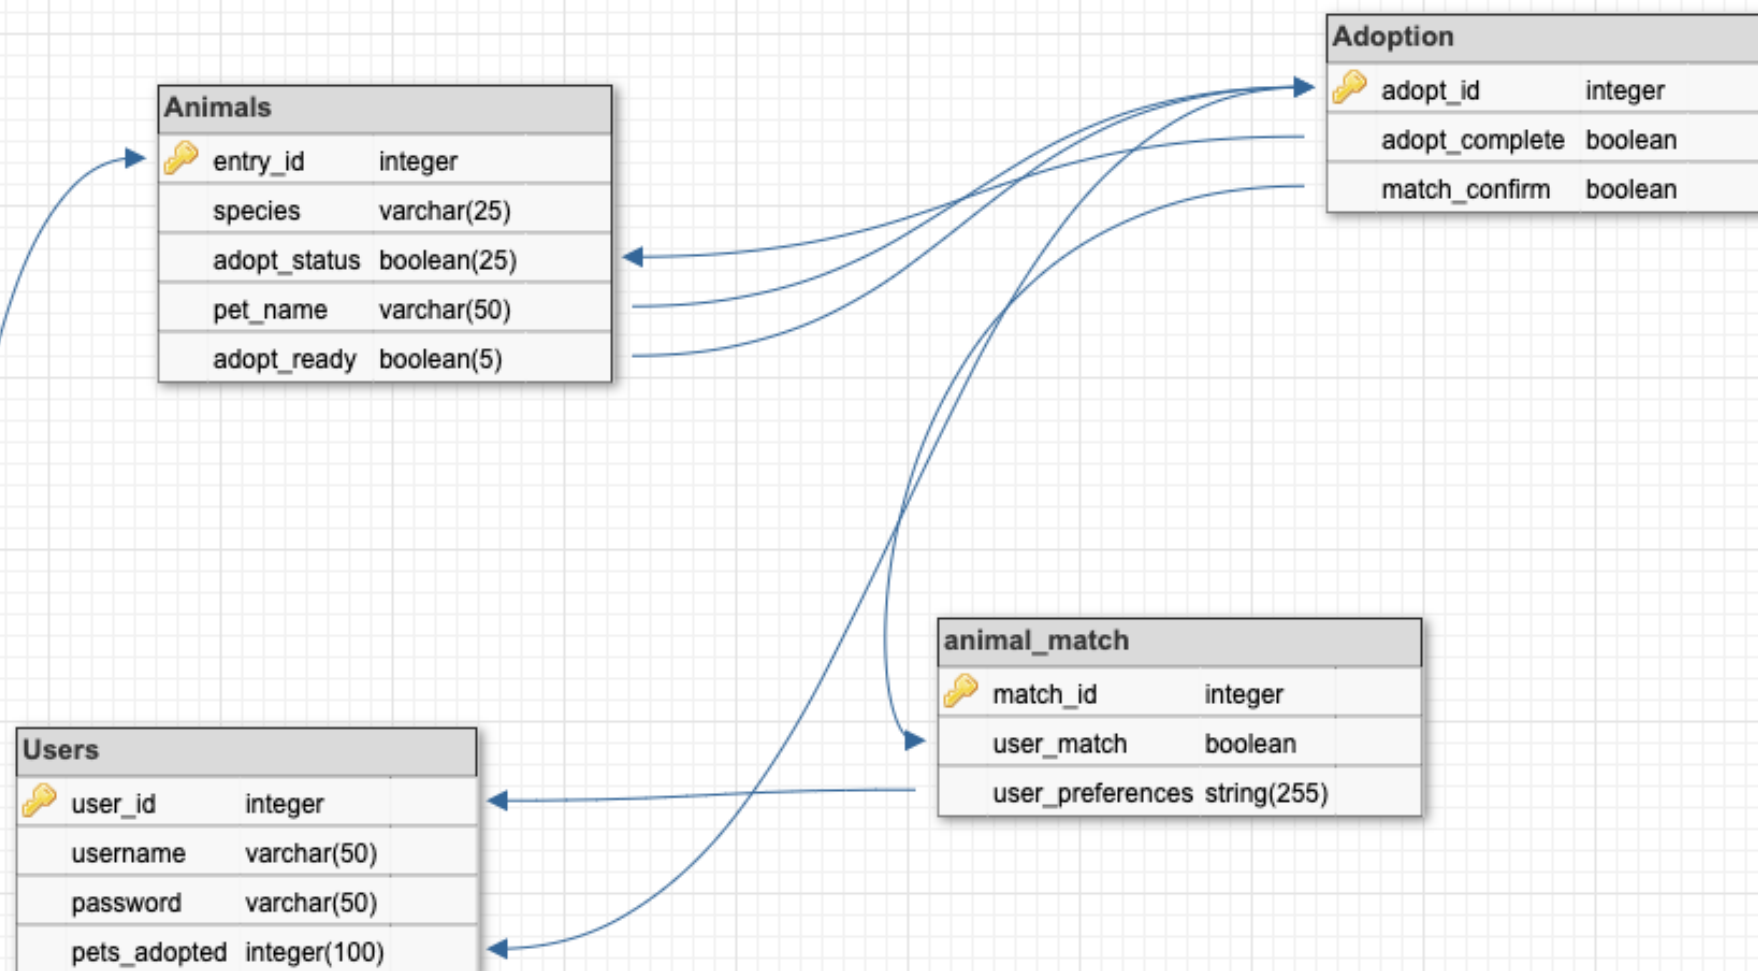 Adoption
adopt_id integer
adopt_complete boolean
match_confirm boolean
Animals
entry_id integer
species varchar(25)
adopt_status boolean(25)
pet_name varchar(50)
adopt_ready boolean(5)
animal_match
match_id integer
user_match boolean
user_preferences string(255)
Users
user_id integer
username varchar(50)
password varchar(50)
pets_adopted integer(100)